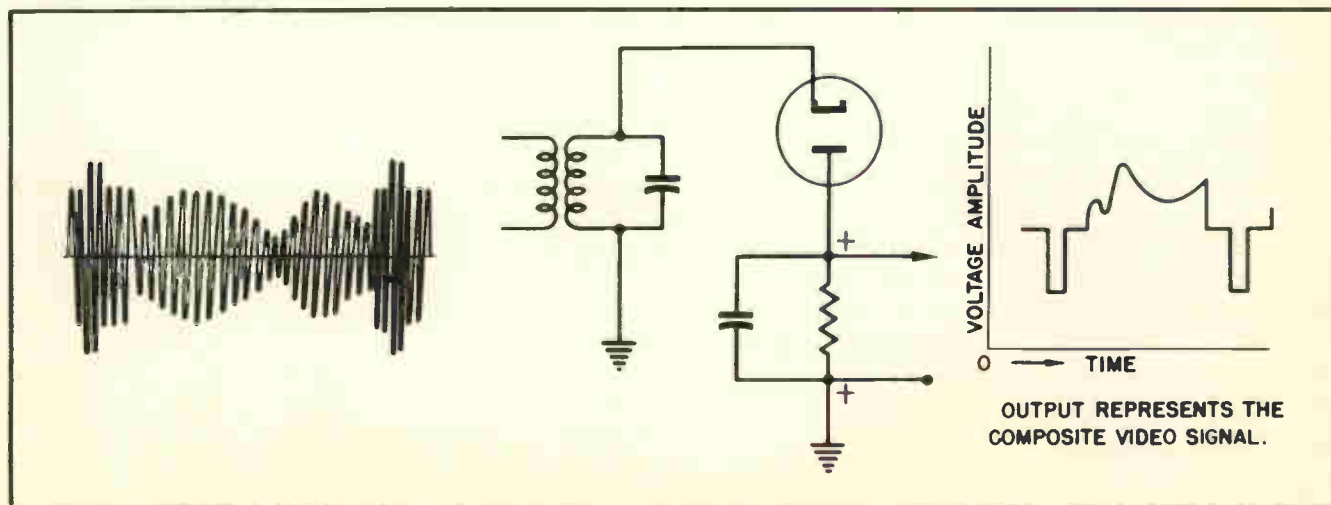 +
+
VOLTAGE AMPLITUDE
0 TIME
OUTPUT REPRESENTS THE
COMPOSITE VIDEO SIGNAL.